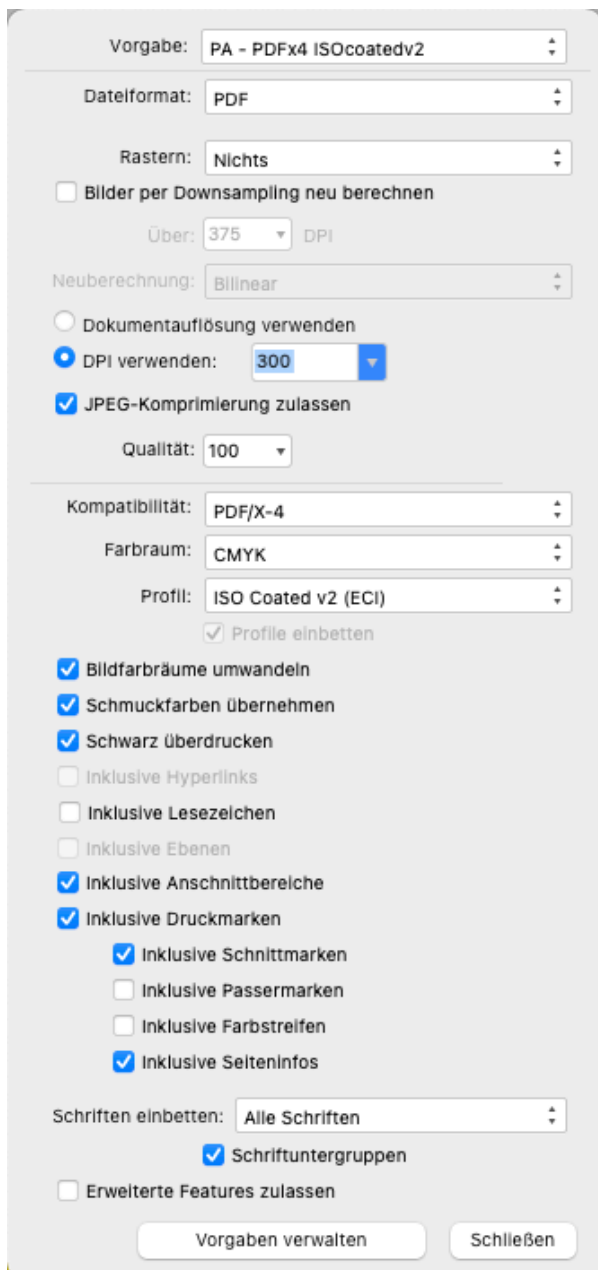 Vorgabe: PA - PDFx4 ISOcoatedv2
Dateiformat: PDF
Rastern: Nichts
Bilder per Downsampling neu berechnen
Über: 375 DPI
Neuberechnung: Bilinear
Dokumentauflösung verwenden
DPI verwenden: 300
JPEG-Komprimierung zulassen
Qualität: 100
Kompatibilität: PDF/X-4
Farbraum: CMYK
Profil: ISO Coated v2 (ECI)
Profile einbetten
Bildfarbräume umwandeln
Schmuckfarben übernehmen
Schwarz überdrucken
Inklusive Hyperlinks
Inklusive Lesezeichen
Inklusive Ebenen
Inklusive Anschnittbereiche
Inklusive Druckmarken
Inklusive Schnittmarken
Inklusive Passermarken
Inklusive Farbstreifen
Inklusive Seiteninfos
Schriften einbetten: Alle Schriften
Schriftuntergruppen
Erweiterte Features zulassen
Vorgaben verwalten Schließen